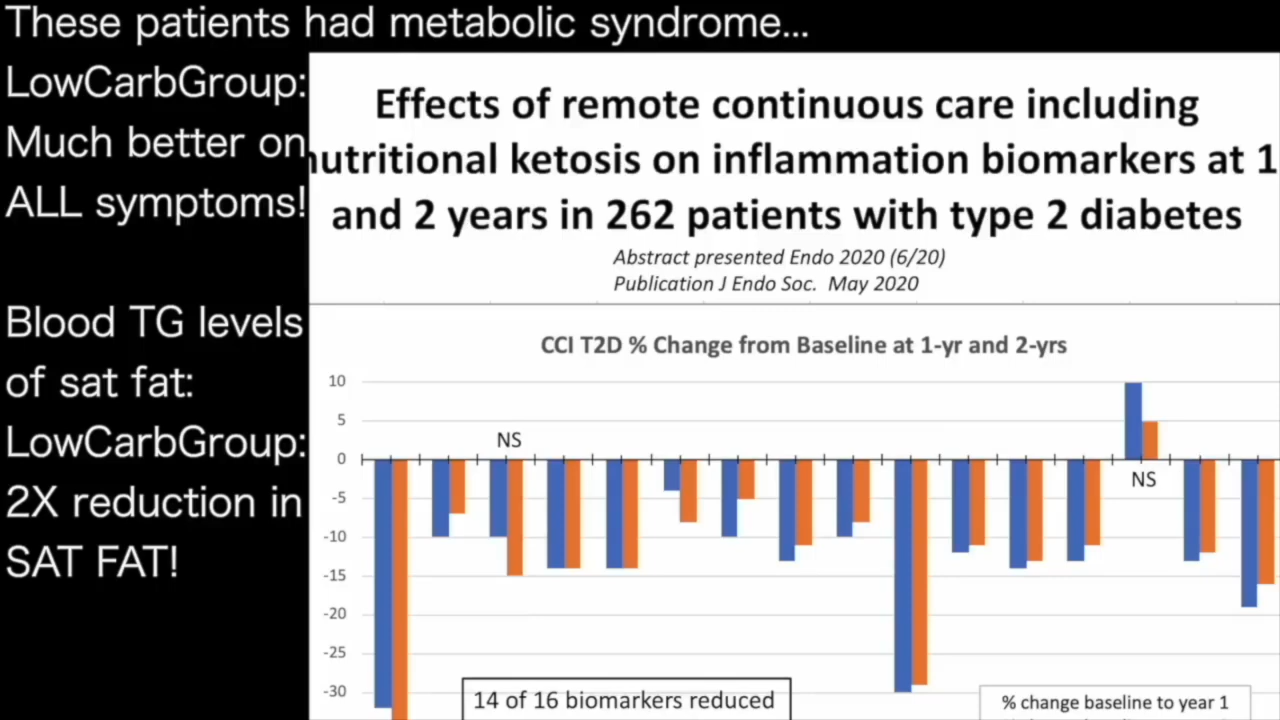 These patients had metabolic syndrome...
LowCarbGroup:
Much better on
ALL symptoms!
Blood TG levels
of sat fat:
LowCarbGroup:
2X reduction in
SAT FAT!
Effects of remote continuous care including
nutritional ketosis on inflammation biomarkers at 1
and 2 years in 262 patients with type 2 diabetes
Abstract presented Endo 2020 (6/20)
Publication J Endo Soc. May 2020
CCI T2D % Change from Baseline at 1-yr and 2-yrs
10
5
NS
0
NS
-5
-10
-15
-20
-25
-30
14 of 16 biomarkers reduced
% change baseline to year 1